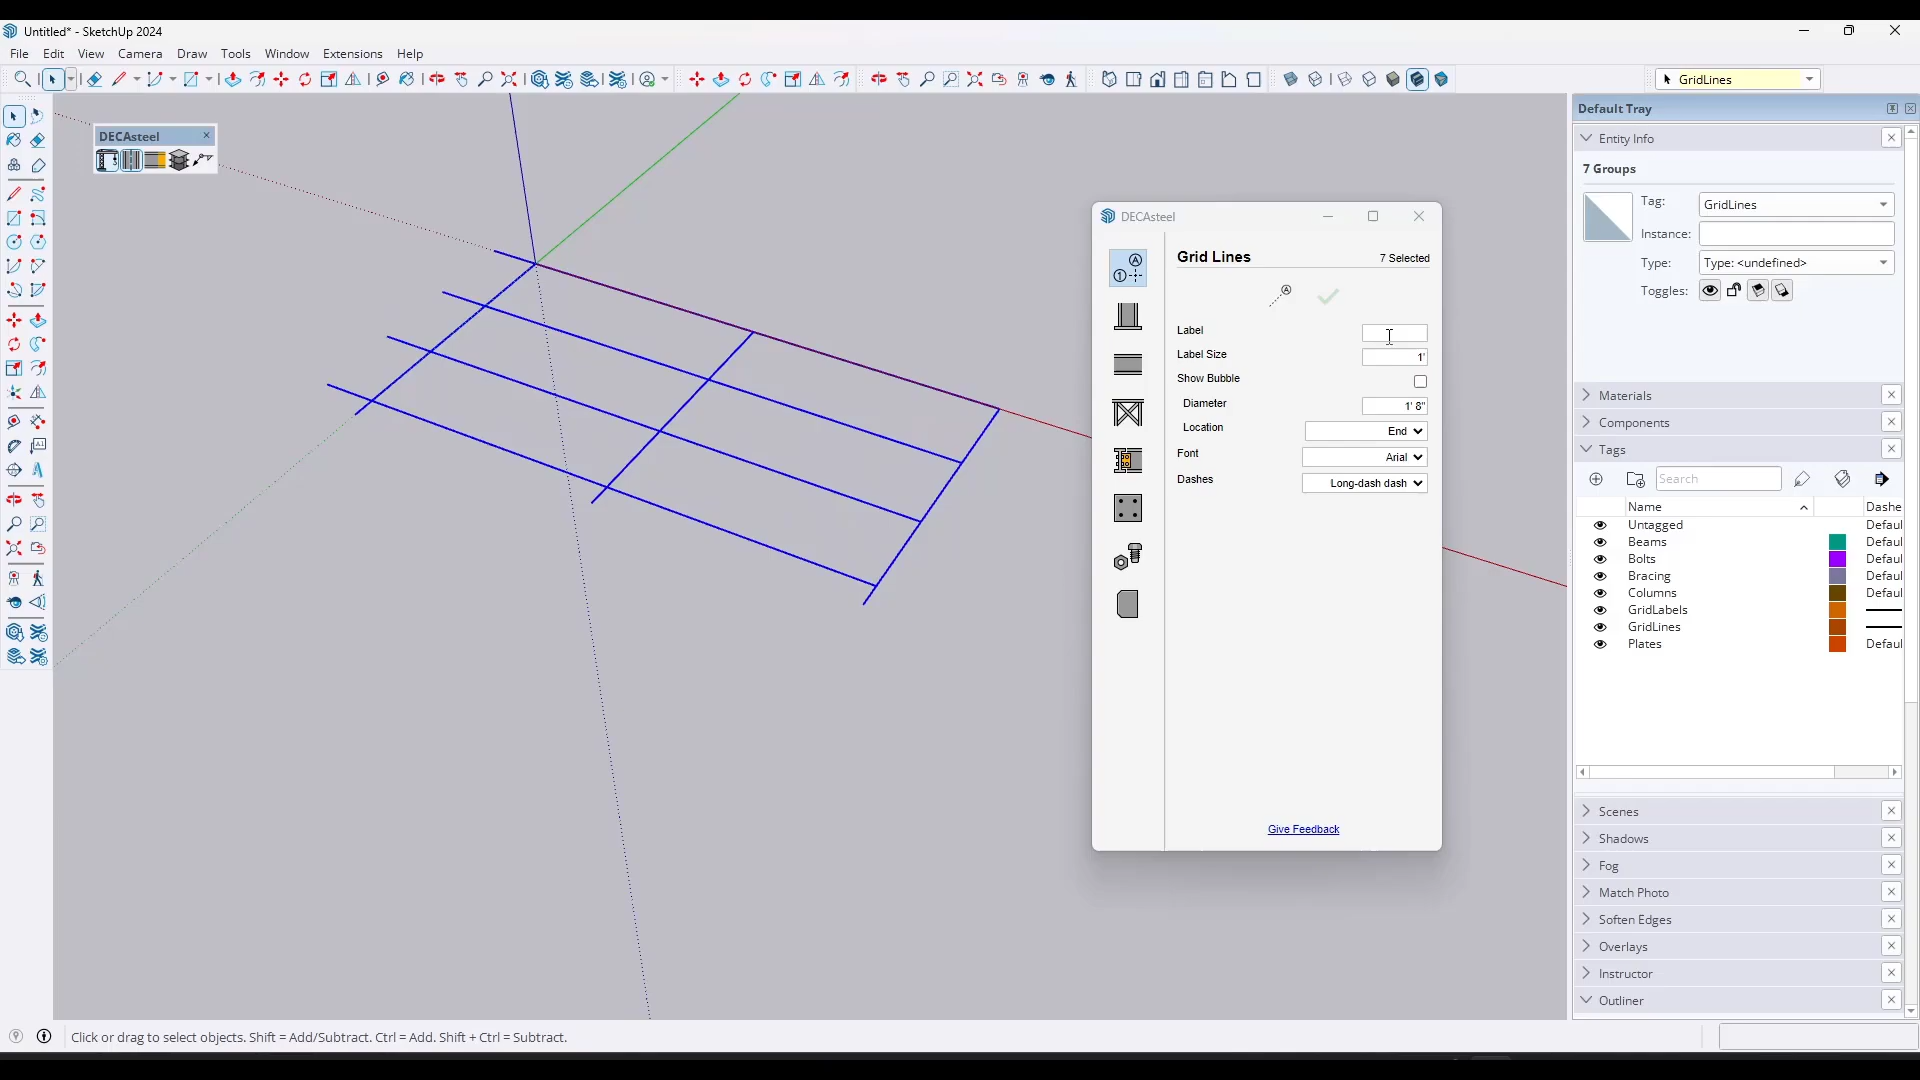 Untitled* - SketchUp 2024
File Edit View Camera Draw Tools Window Extensions Help
GridLines
DECAsteel
DECAsteel
Grid Lines 7 Selected
Label
Label Size 1'
Show Bubble
Diameter 1' 8"
Location End
Font Arial
Dashes Long-dash dash
Give Feedback
Default Tray
Entity Info
7 Groups
Tag: GridLines
Instance:
Type: Type: <undefined>
Toggles:
Materials
Components
Tags
Search
Name Dashe
Untagged Defaul
Beams Defaul
Bolts Defaul
Bracing Defaul
Columns Defaul
GridLabels
GridLines
Plates Defaul
Scenes
Shadows
Fog
Match Photo
Soften Edges
Overlays
Instructor
Outliner
Click or drag to select objects. Shift = Add/Subtract. Ctrl = Add. Shift + Ctrl = Subtract.